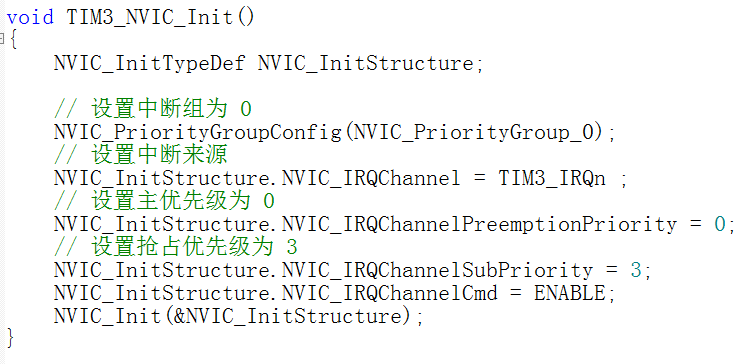 void TIM3_NVIC_Init()
{
    NVIC_InitTypeDef NVIC_InitStructure;

    // 设置中断组为 0
    NVIC_PriorityGroupConfig(NVIC_PriorityGroup_0);
    // 设置中断来源
    NVIC_InitStructure.NVIC_IRQChannel = TIM3_IRQn ;
    // 设置主优先级为 0
    NVIC_InitStructure.NVIC_IRQChannelPreemptionPriority = 0;
    // 设置抢占优先级为 3
    NVIC_InitStructure.NVIC_IRQChannelSubPriority = 3;
    NVIC_InitStructure.NVIC_IRQChannelCmd = ENABLE;
    NVIC_Init(&NVIC_InitStructure);
}